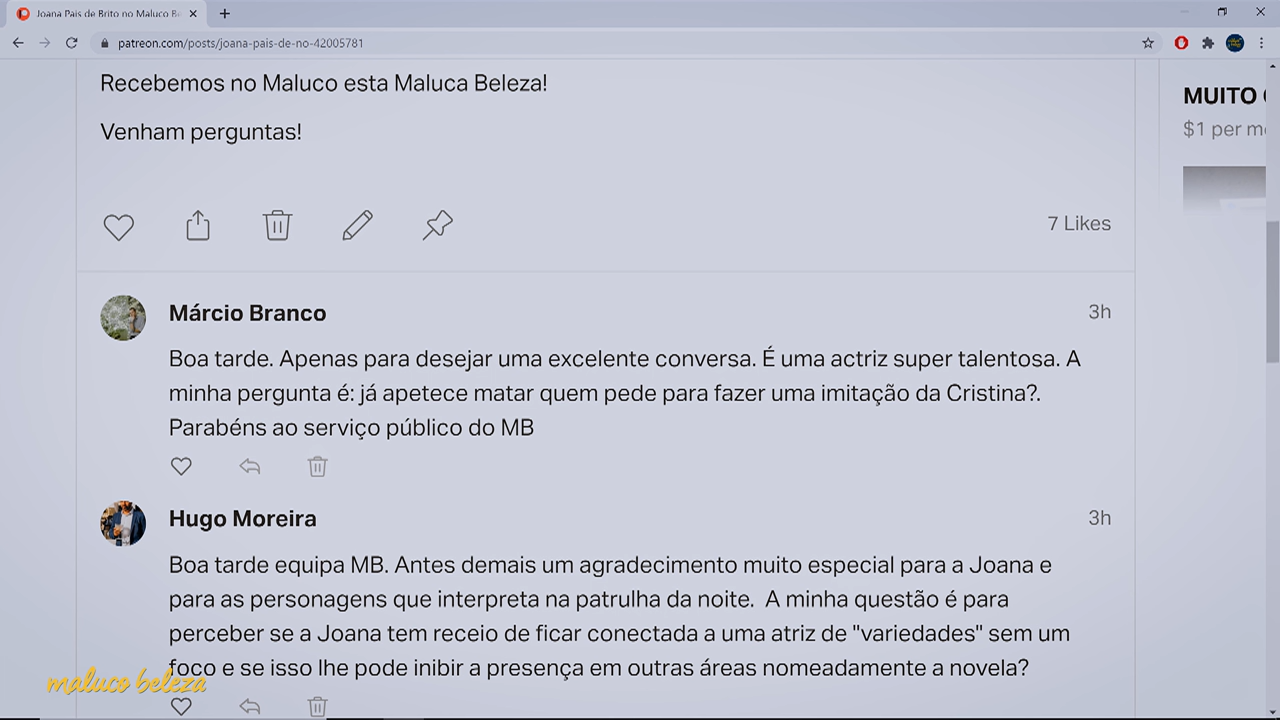 Joana Pais de Brito no Maluco Be
patreon.com/posts/joana-pais-de-no-42005781
Recebemos no Maluco esta Maluca Beleza!
MUITO
$1 per m
Venham perguntas!
7 Likes
Márcio Branco
3h
Boa tarde. Apenas para desejar uma excelente conversa. É uma actriz super talentosa. A
minha pergunta é: já apetece matar quem pede para fazer uma imitação da Cristina?.
Parabéns ao serviço público do MB
Hugo Moreira
3h
Boa tarde equipa MB. Antes demais um agradecimento muito especial para a Joana e
para as personagens que interpreta na patrulha da noite.  A minha questão é para
perceber se a Joana tem receio de ficar conectada a uma atriz de "variedades" sem um
foco e se isso lhe pode inibir a presença em outras áreas nomeadamente a novela?
maluco beleza